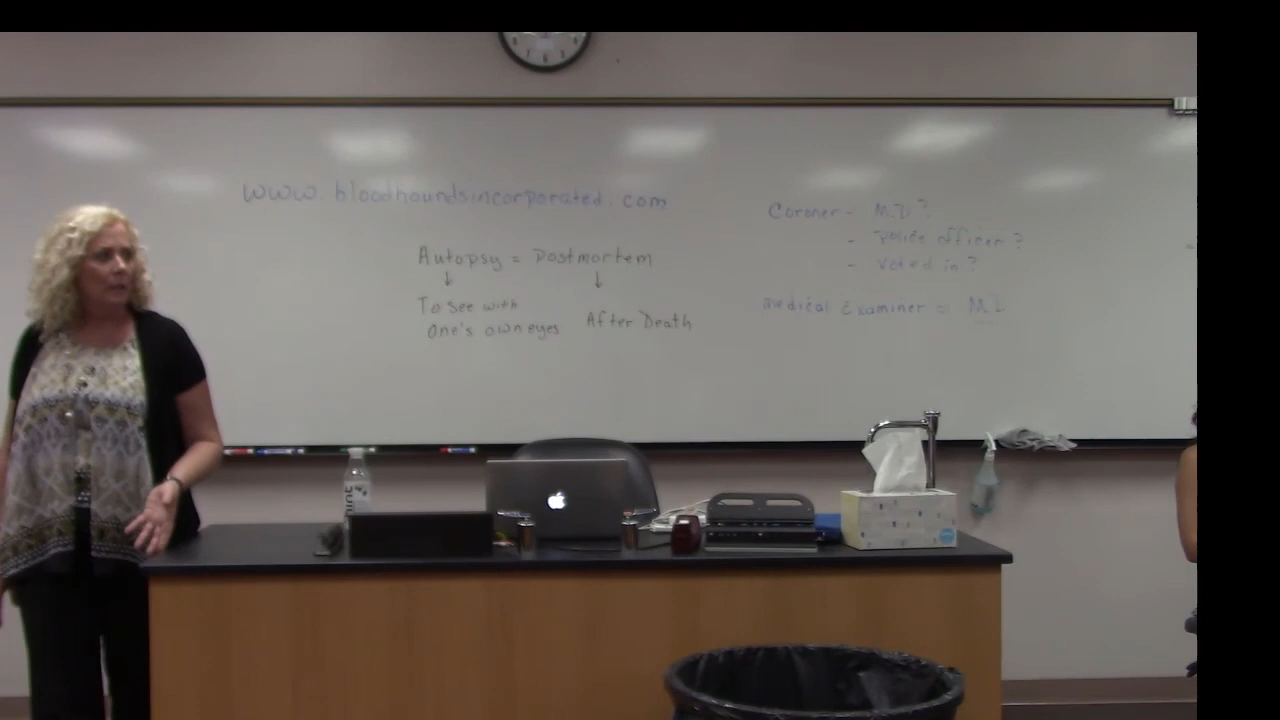 www.bloodhoundsincorporated.com
Autopsy = Postmortem
↓ ↓
To See with
One's own eyes
After Death
Coroner - M.D?
- Police officer?
- Voted in?
Medical Examiner =